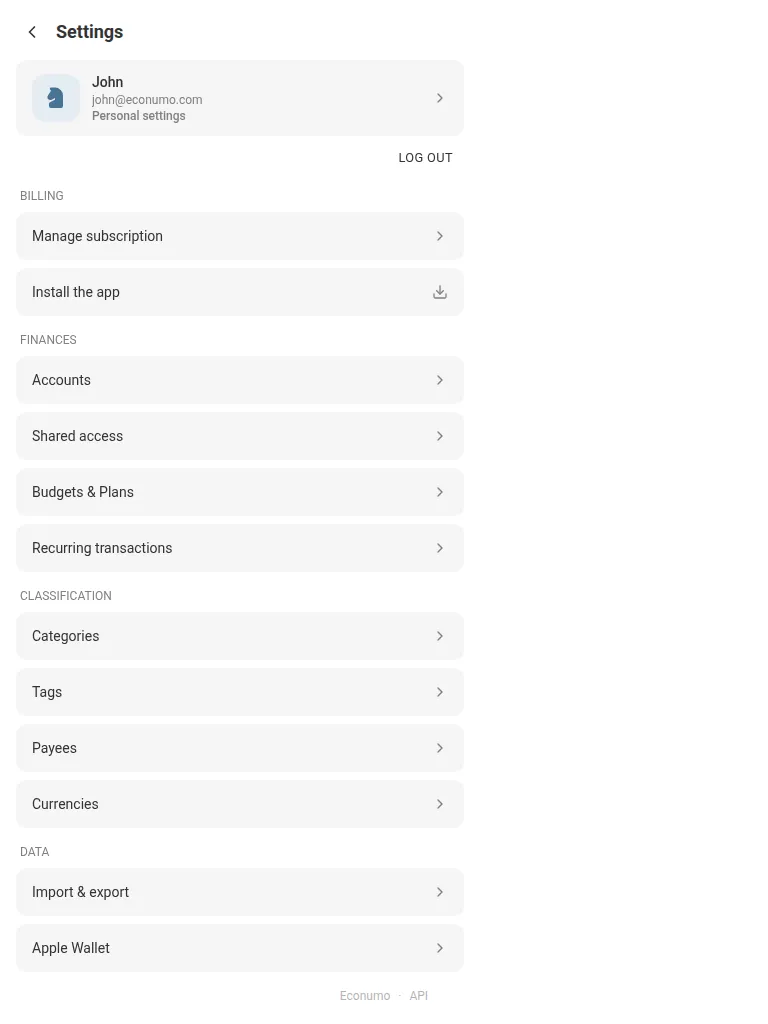 Settings
John
john@econumo.com
Personal settings
LOG OUT
BILLING
Manage subscription
Install the app
FINANCES
Accounts
Shared access
Budgets & Plans
Recurring transactions
CLASSIFICATION
Categories
Tags
Payees
Currencies
DATA
Import & export
Apple Wallet
Econumo · API